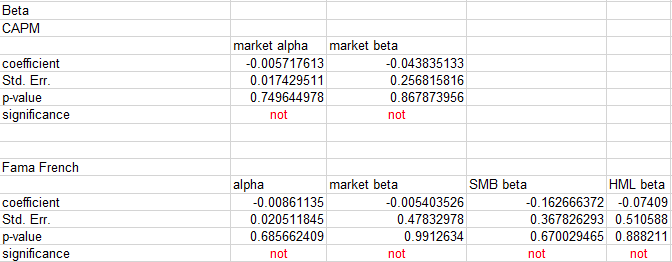 Beta
CAPM
market alpha market beta
coefficient -0.005717613 -0.043835133
Std. Err. 0.017429511 0.256815816
p-value 0.749644978 0.867873956
significance not not
Fama French
alpha market beta SMB beta HML beta
coefficient -0.00861135 -0.005403526 -0.162666372 -0.07409
Std. Err. 0.020511845 0.47832978 0.367826293 0.510588
p-value 0.685662409 0.9912634 0.670029465 0.888211
significance not not not not